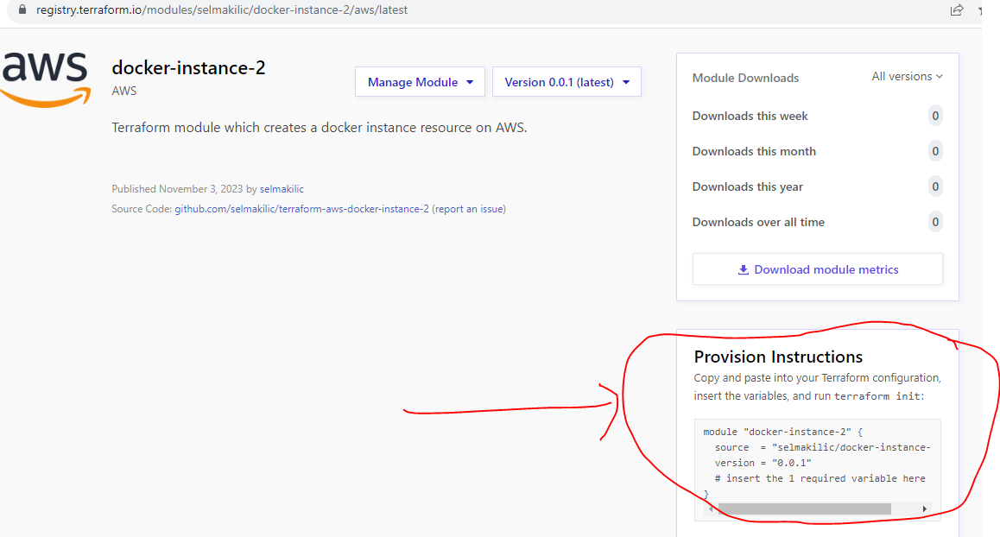 registry.terraform.io/modules/selmakilic/docker-instance-2/aws/latest
aws
docker-instance-2
AWS
Manage Module
Version 0.0.1 (latest)
Terraform module which creates a docker instance resource on AWS.
Published November 3, 2023 by selmakilic
Source Code: github.com/selmakilic/terraform-aws-docker-instance-2 (report an issue)
Module Downloads
All versions
Downloads this week 0
Downloads this month 0
Downloads this year 0
Downloads over all time 0
Download module metrics
Provision Instructions
Copy and paste into your Terraform configuration,
insert the variables, and run terraform init:
module "docker-instance-2" {
  source  = "selmakilic/docker-instance-
  version = "0.0.1"
  # insert the 1 required variable here
}